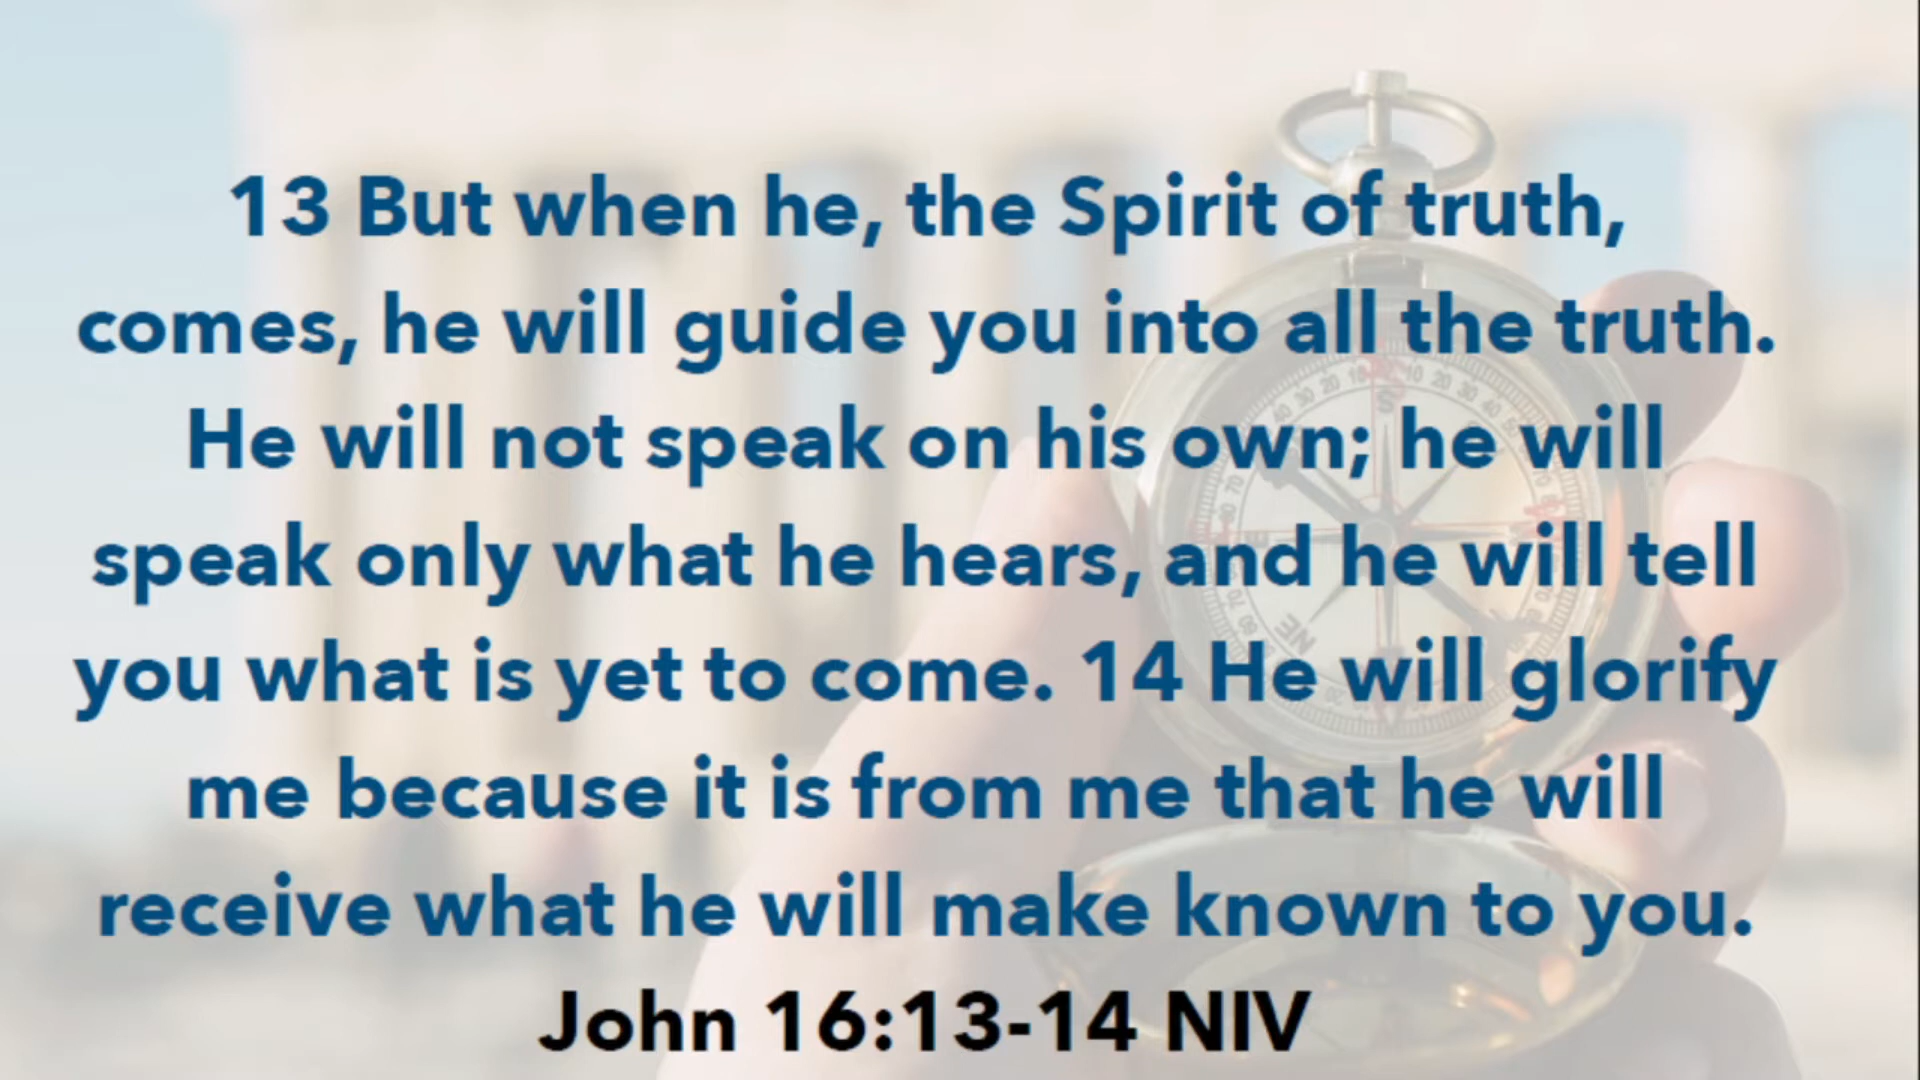 13 But when he, the Spirit of truth,
comes, he will guide you into all the truth.
He will not speak on his own; he will
speak only what he hears, and he will tell
you what is yet to come. 14 He will glorify
me because it is from me that he will
receive what he will make known to you.
John 16:13-14 NIV